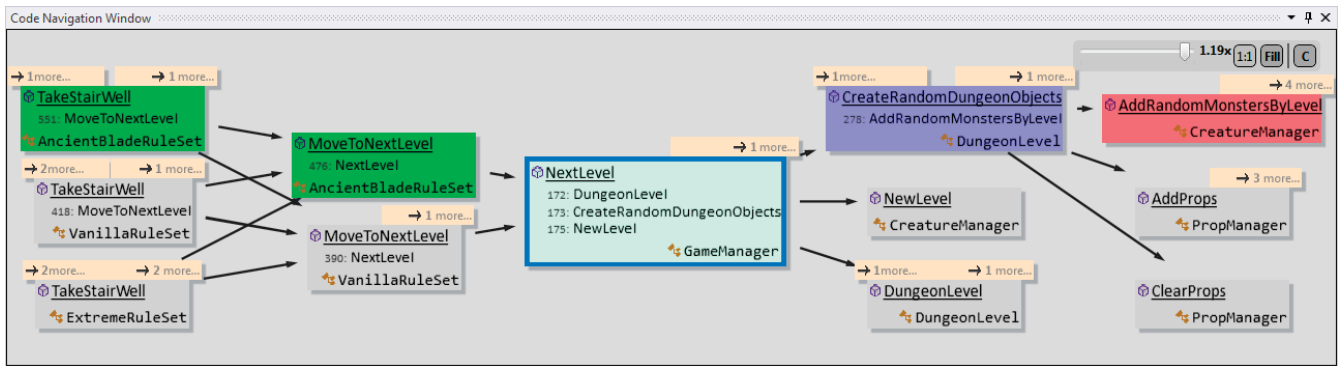 Code Navigation Window
1.19x 1:1 Fill C
1more... 1 more...
TakeStairWell
551: MoveToNextLevel
AncientBladeRuleSet
2more... 1 more...
TakeStairWell
418: MoveToNextLevel
VanillaRuleSet
2more... 2 more...
TakeStairWell
ExtremeRuleSet
MoveToNextLevel
476: NextLevel
AncientBladeRuleSet
1 more...
MoveToNextLevel
390: NextLevel
VanillaRuleSet
1 more...
NextLevel
172: DungeonLevel
173: CreateRandomDungeonObjects
175: NewLevel
GameManager
1more... 1 more...
CreateRandomDungeonObjects
278: AddRandomMonstersByLevel
DungeonLevel
NewLevel
CreatureManager
1more... 1 more...
DungeonLevel
DungeonLevel
4 more...
AddRandomMonstersByLevel
CreatureManager
3 more...
AddProps
PropManager
ClearProps
PropManager